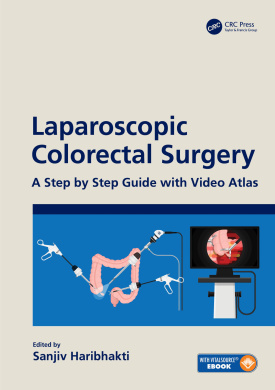 CRC
CRC Press
Taylor & Francis Group
Laparoscopic
Colorectal Surgery
A Step by Step Guide with Video Atlas
Edited by
Sanjiv Haribhakti
WITH VITALSOURCE®
EBOOK